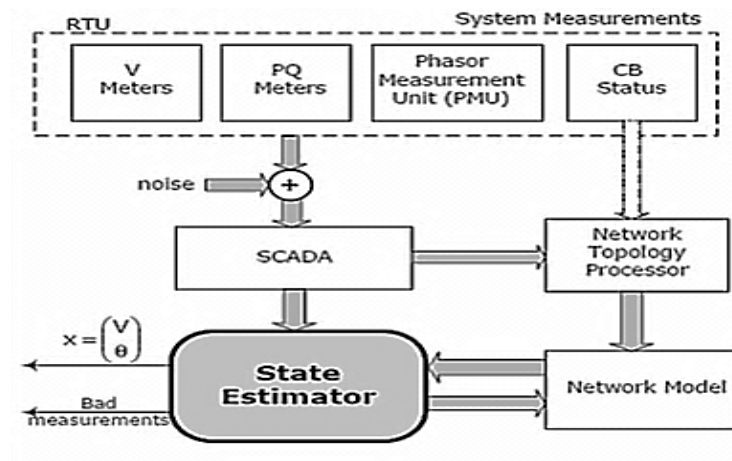 System Measurements
RTU
V
Meters
PQ
Meters
Phasor
Measurement
Unit (PMU)
CB
Status
noise
+
SCADA
Network
Topology
Processor
x = (V
θ)
State
Estimator
Network Model
Bad
measurements